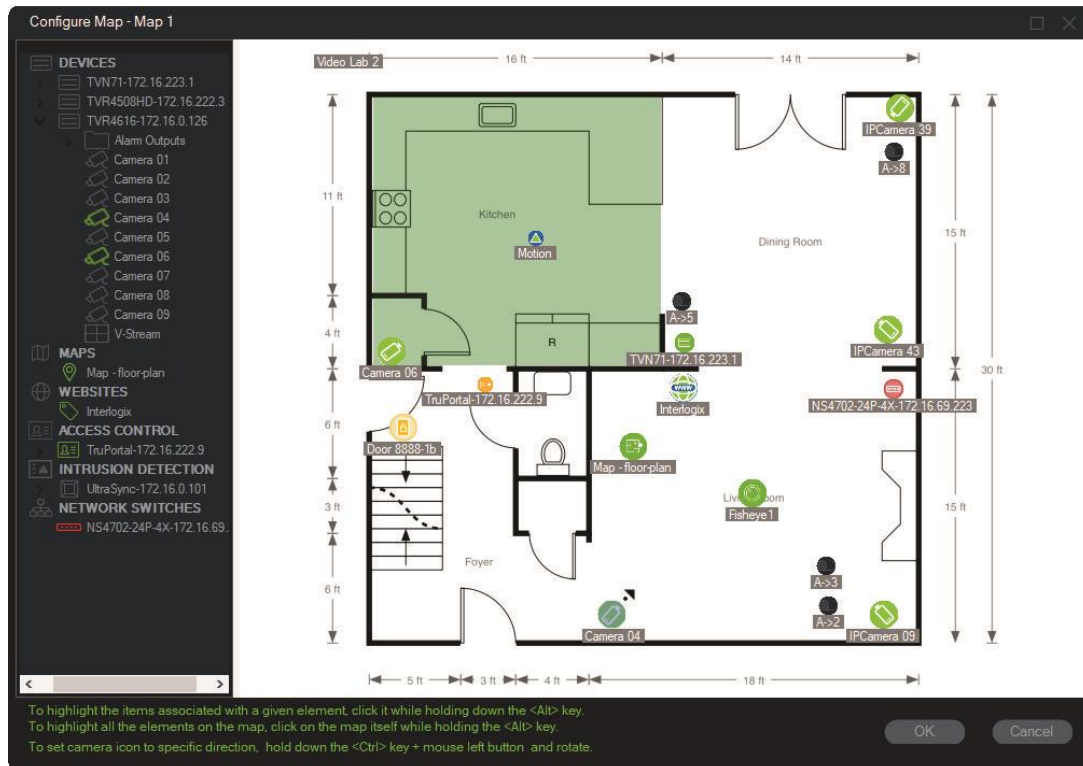 Configure Map - Map 1
DEVICES
TVN71-172.16.223.1
TVR4508HD-172.16.222.3
TVR4616-172.16.0.126
Alarm Outputs
Camera 01
Camera 02
Camera 03
Camera 04
Camera 05
Camera 06
Camera 07
Camera 08
Camera 09
V-Stream
MAPS
Map -floor-plan
WEBSITES
Interlogix
ACCESS CONTROL
TruPortal-172.16.222.9
INTRUSION DETECTION
UltraSync-172.16.0.101
NETWORK SWITCHES
NS4702-24P-4X-172.16.69..
Video Lab 2
16 ft
14 ft
IPCamera 39
A->8
11 ft
Kitchen
Motion
Dining Room
15 ft
A->5
4 ft
R
TVN71-172.16.223.1
IPCamera 43
Camera 06
30 ft
TruPortal-172.16.222.9
www
Interlogix
NS4702-24P-4X-172.16.69.223
6 ft
Door 8888-1b
Map -floor-plan
Living Room
Fisheye1
3 ft
15 ft
Foyer
6 ft
A->3
A->2
Camera 04
IPCamera 09
5 ft
3 ft
4 ft
18 ft
To highlight the items associated with a given element, click it while holding down the <Alt> key.
To highlight all the elements on the map, click on the map itself while holding the <Alt> key.
To set camera icon to specific direction, hold down the <Ctrl> key + mouse left button and rotate.
OK
Cancel